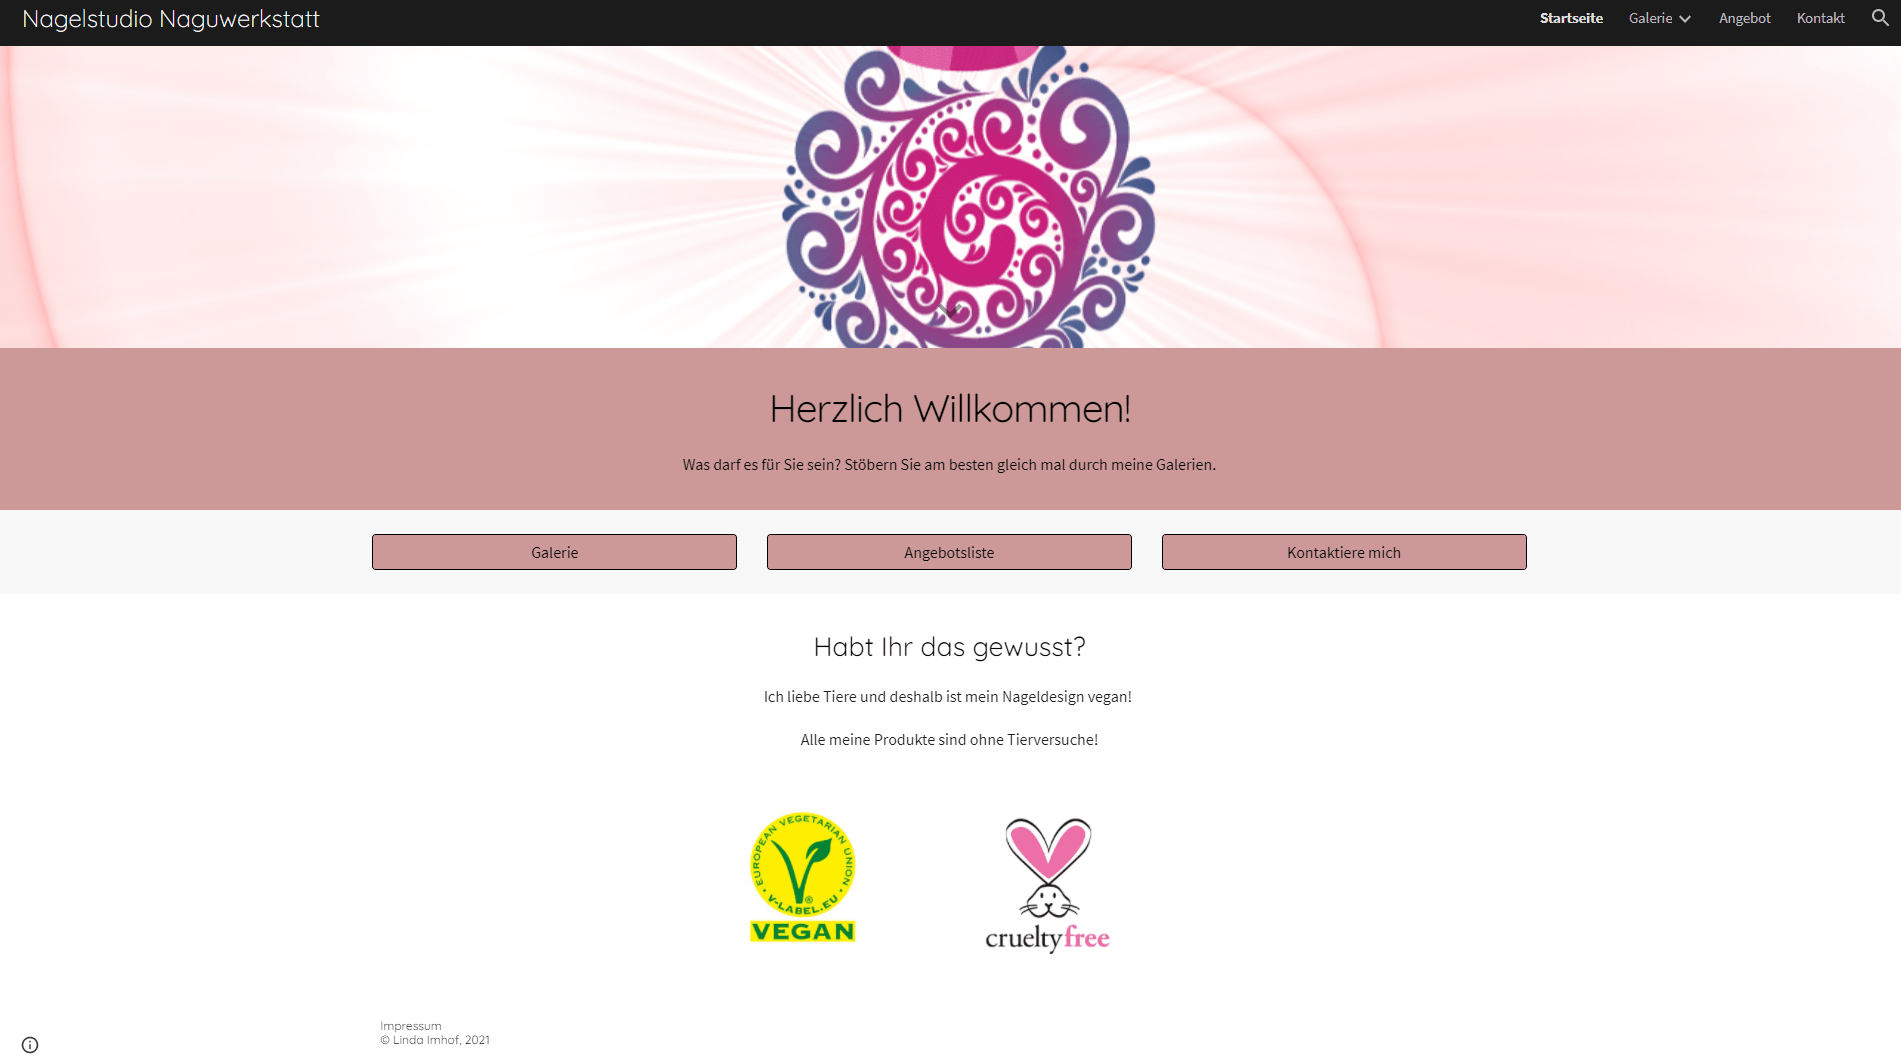 Nagelstudio Naguwerkstatt
Startseite
Galerie
Angebot
Kontakt
Herzlich Willkommen!
Was darf es für Sie sein? Stöbern Sie am besten gleich mal durch meine Galerien.
Galerie
Angebotsliste
Kontaktiere mich
Habt Ihr das gewusst?
Ich liebe Tiere und deshalb ist mein Nageldesign vegan!
Alle meine Produkte sind ohne Tierversuche!
EUROPEAN VEGETARIAN UNION
V-LABEL.EU
®
VEGAN
crueltyfree
Impressum
© Linda Imhof, 2021